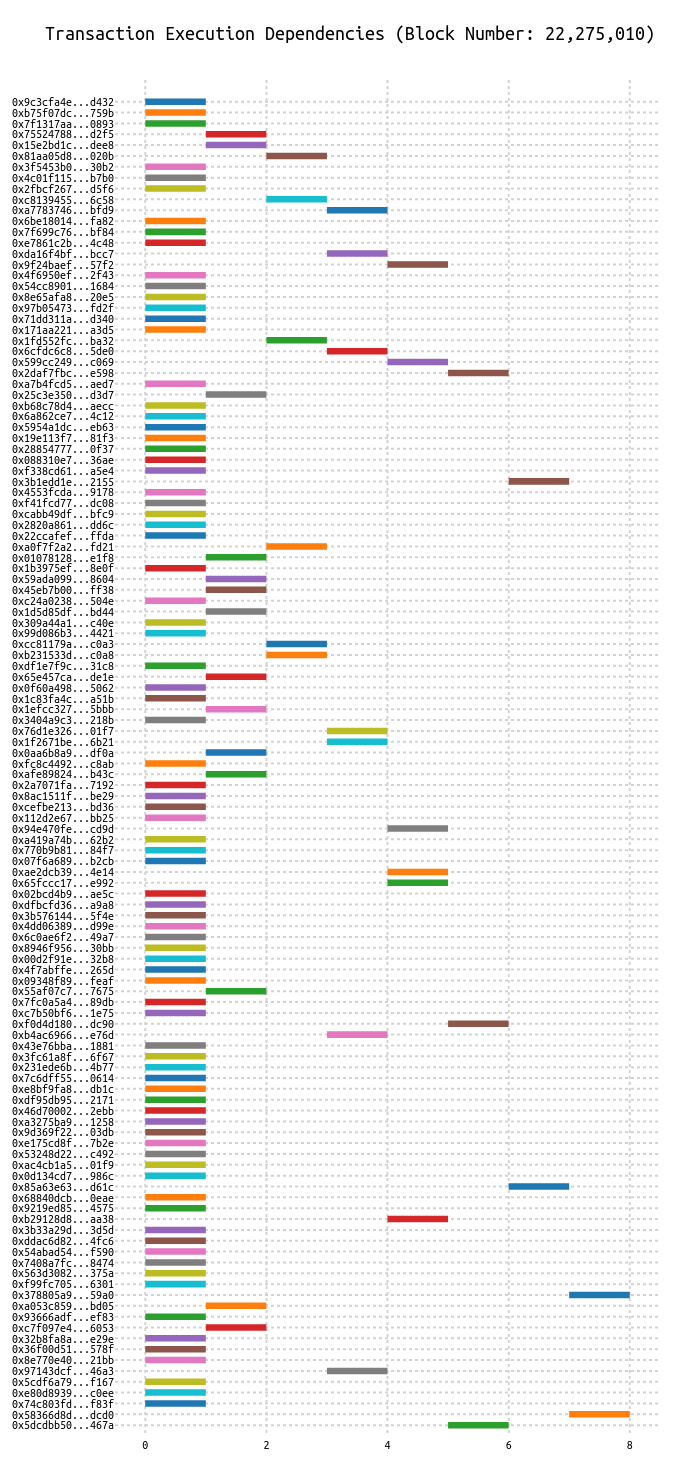 Transaction Execution Dependencies (Block Number: 22,275,010)
0x9c3cfa4e...d432
0xb75f07dc...759b
0x7f1317aa...0893
0x75524788...d2f5
0x15e2bd1c...dee8
0x81aa05d8...020b
0x3f5453b0...30b2
0x4c01f115...b7b0
0x2fbcf267...d5f6
0xc8139455...6c58
0xa7783746...bfd9
0x6be18014...fa82
0x7f699c76...bf84
0xe7861c2b...4c48
0xda16f4bf...bcc7
0x9f24baef...57f2
0x4f6950ef...2f43
0x54cc8901...1684
0x8e65afa8...20e5
0x97b05473...fd2f
0x71dd311a...d340
0x171aa221...a3d5
0x1fd552fc...ba32
0x6cfdc6c8...5de0
0x599cc249...c069
0x2daf7fbc...e598
0xa7b4fcd5...aed7
0x25c3e350...d3d7
0xb68c78d4...aecc
0x6a862ce7...4c12
0x5954a1dc...eb63
0x19e113f7...81f3
0x28854777...0f37
0x088310e7...36ae
0xf338cd61...a5e4
0x3b1edd1e...2155
0x4553fcda...9178
0xf41fcd77...dc08
0xcabb49df...bfc9
0x2820a861...dd6c
0x22ccafef...ffda
0xa0f7f2a2...fd21
0x01078128...e1f8
0x1b3975ef...8e0f
0x59ada099...8604
0x45eb7b00...ff38
0xc24a0238...504e
0x1d5d85df...bd44
0x309a44a1...c40e
0x99d086b3...4421
0xcc81179a...c0a3
0xb231533d...c0a8
0xdf1e7f9c...31c8
0x65e457ca...de1e
0x0f60a498...5062
0x1c83fa4c...a51b
0x1efcc327...5bbb
0x3404a9c3...218b
0x76d1e326...01f7
0x1f2671be...6b21
0x0aa6b8a9...df0a
0xfc8c4492...c8ab
0xafe89824...b43c
0x2a7071fa...7192
0x8ac1511f...be29
0xcefbe213...bd36
0x112d2e67...bb25
0x94e470fe...cd9d
0xa419a74b...62b2
0x770b9b81...84f7
0x07f6a689...b2cb
0xae2dcb39...4e14
0x65fccc17...e992
0x02bcd4b9...ae5c
0xdfbcfd36...a9a8
0x3b576144...5f4e
0x4dd06389...d99e
0x6c0ae6f2...49a7
0x8946f956...30bb
0x00d2f91e...32b8
0x4f7abffe...265d
0x09348f89...feaf
0x55af07c7...7675
0x7fc0a5a4...89db
0xc7b50bf6...1e75
0xf0d4d180...dc90
0xb4ac6966...e76d
0x43e76bba...1881
0x3fc61a8f...6f67
0x231ede6b...4b77
0x7c6dff55...0614
0xe8bf9fa8...db1c
0xdf95db95...2171
0x46d70002...2ebb
0xa3275ba9...1258
0x9d369f22...03db
0xe175cd8f...7b2e
0x53248d22...c492
0xac4cb1a5...01f9
0x0d134cd7...986c
0x85a63e63...d61c
0x68840dcb...0eae
0x9219ed85...4575
0xb29128d8...aa38
0x3b33a29d...3d5d
0xddac6d82...4fc6
0x54abad54...f590
0x7408a7fc...8474
0x563d3082...375a
0xf99fc705...6301
0x378805a9...59a0
0xa053c859...bd05
0x93666adf...ef83
0xc7f097e4...6053
0x32b8fa8a...e29e
0x36f00d51...578f
0x8e770e40...21bb
0x97143dcf...46a3
0x5cdf6a79...f167
0xe80d8939...c0ee
0x74c803fd...f83f
0x58366d8d...dcd0
0x5dcdbb50...467a
0 2 4 6 8